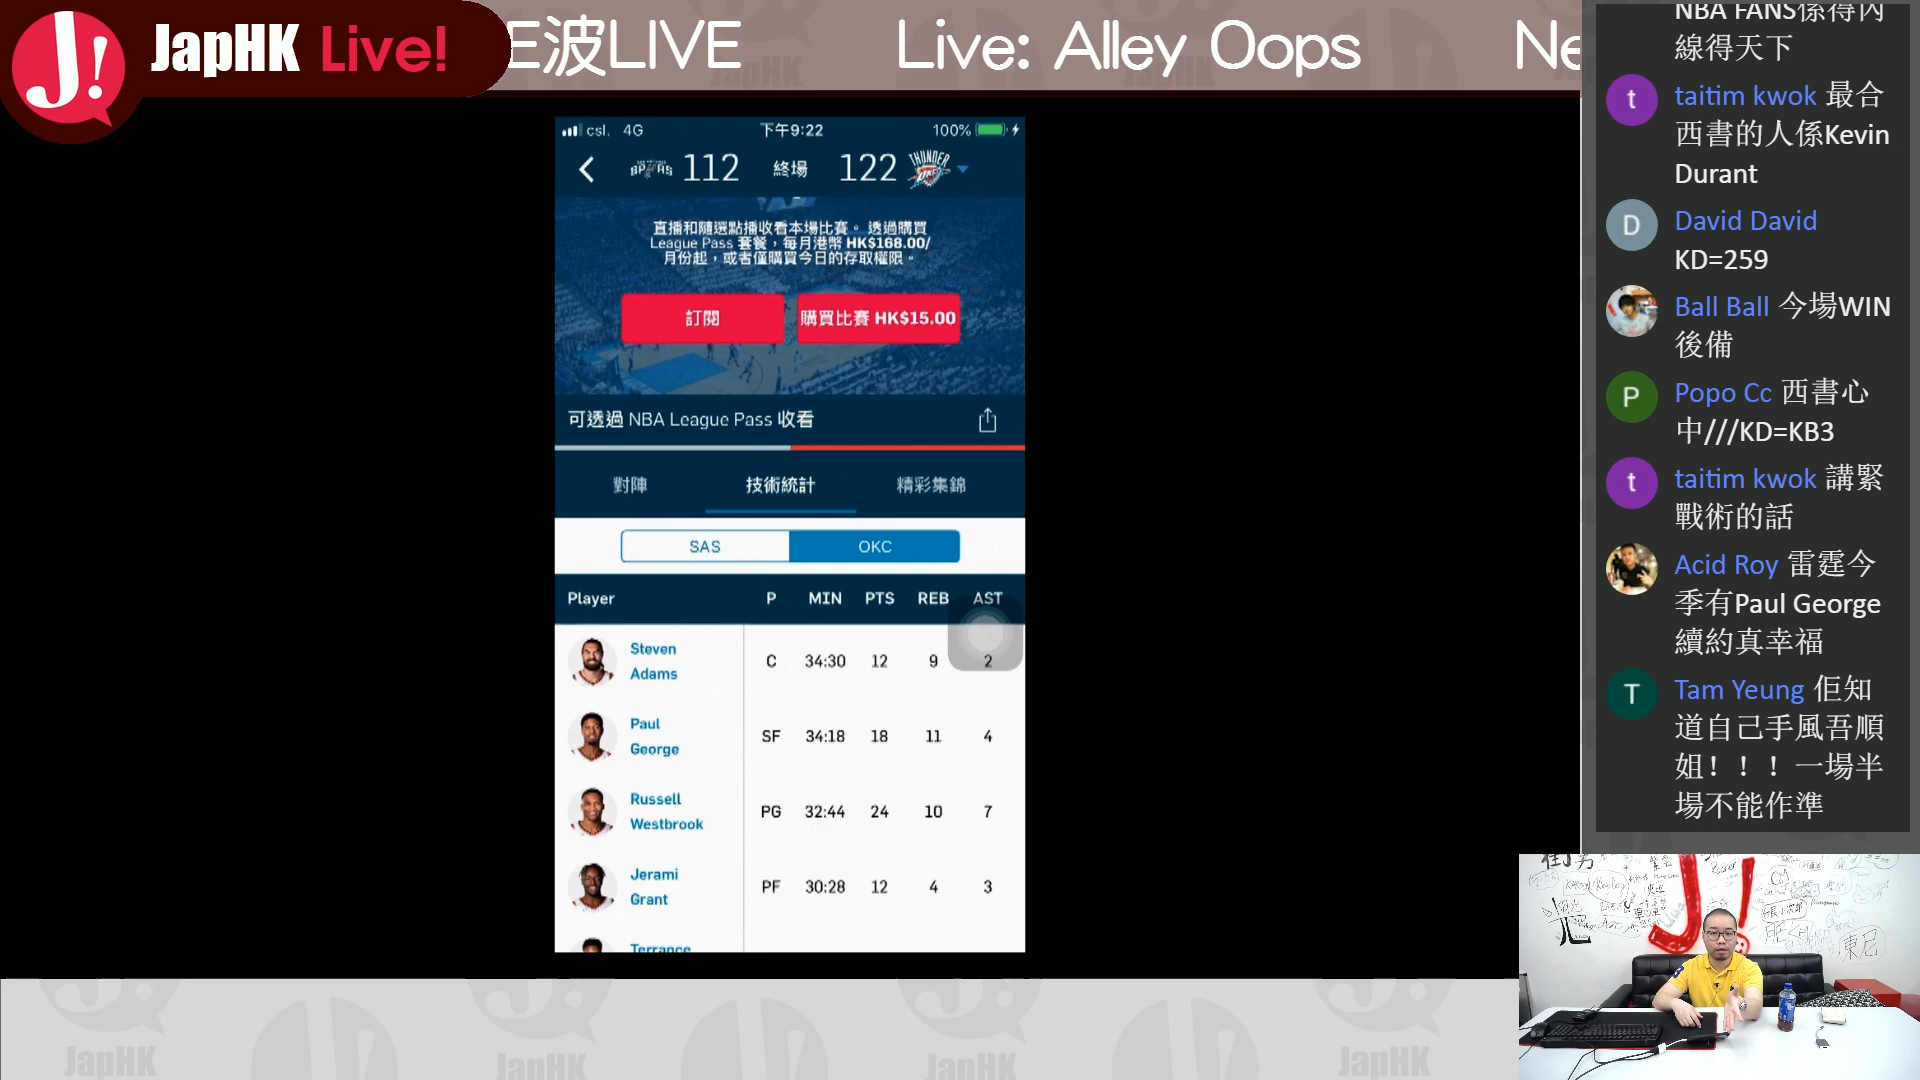 JapHK Live!
E波LIVE
Live: Alley Oops
Ne
csl. 4G
下午9:22
100%
SPURS 112 終場 122 THUNDER OKC
直播和隨選點播收看本場比賽。 透過購買
League Pass 套餐，每月港幣 HK$168.00/
月份起，或者僅購買今日的存取權限。
訂閱
購買比賽 HK$15.00
可透過 NBA League Pass 收看
對陣
技術統計
精彩集錦
SAS
OKC
Player P MIN PTS REB AST
Steven
Adams
C 34:30 12 9 2
Paul
George
SF 34:18 18 11 4
Russell
Westbrook
PG 32:44 24 10 7
Jerami
Grant
PF 30:28 12 4 3
Terrance
NBA FANS係得內
線得天下
t
taitim kwok 最合
西書的人係Kevin
Durant
D
David David
KD=259
Ball Ball 今場WIN
後備
P
Popo Cc 西書心
中///KD=KB3
t
taitim kwok 講緊
戰術的話
Acid Roy 雷霆今
季有Paul George
續約真幸福
T
Tam Yeung 佢知
道自己手風吾順
姐！！！一場半
場不能作準
J!
東尼
JapHK
JapHK
JapHK
JapHK